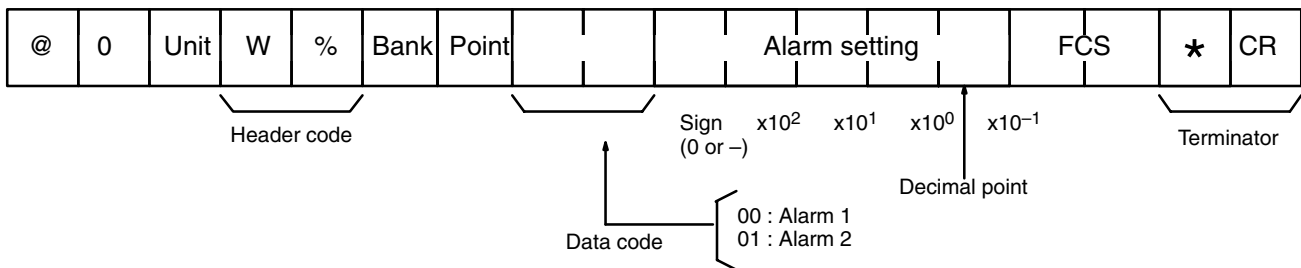 @ 0 Unit W % Bank Point Alarm setting FCS * CR
Header code
Sign x10² x10¹ x10⁰ x10⁻¹
(0 or –)
Terminator
Decimal point
Data code
00 : Alarm 1
01 : Alarm 2